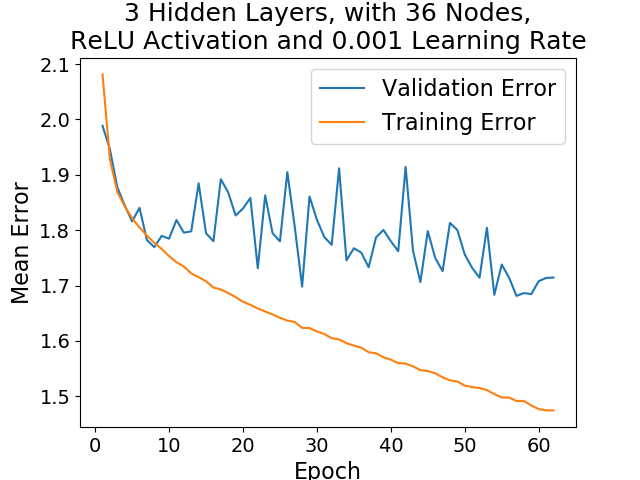 3 Hidden Layers, with 36 Nodes,
ReLU Activation and 0.001 Learning Rate
Validation Error
Training Error
Mean Error
2.1
2.0
1.9
1.8
1.7
1.6
1.5
0 10 20 30 40 50 60
Epoch